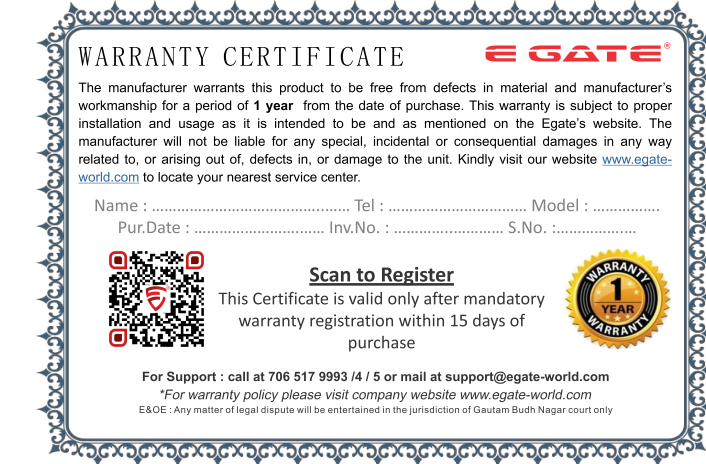 WARRANTY CERTIFICATE
E GATE®
The manufacturer warrants this product to be free from defects in material and manufacturer's
workmanship for a period of 1 year from the date of purchase. This warranty is subject to proper
installation and usage as it is intended to be and as mentioned on the Egate's website. The
manufacturer will not be liable for any special, incidental or consequential damages in any way
related to, or arising out of, defects in, or damage to the unit. Kindly visit our website www.egate-
world.com to locate your nearest service center.
Name : ................................................ Tel : ................................. Model : ................
Pur.Date : ................................ Inv.No. : ........................... S.No. :...................
Scan to Register
This Certificate is valid only after mandatory
warranty registration within 15 days of
purchase
WARRANTY
1
YEAR
WARRANTY
For Support : call at 706 517 9993 /4 / 5 or mail at support@egate-world.com
*For warranty policy please visit company website www.egate-world.com
E&OE : Any matter of legal dispute will be entertained in the jurisdiction of Gautam Budh Nagar court only